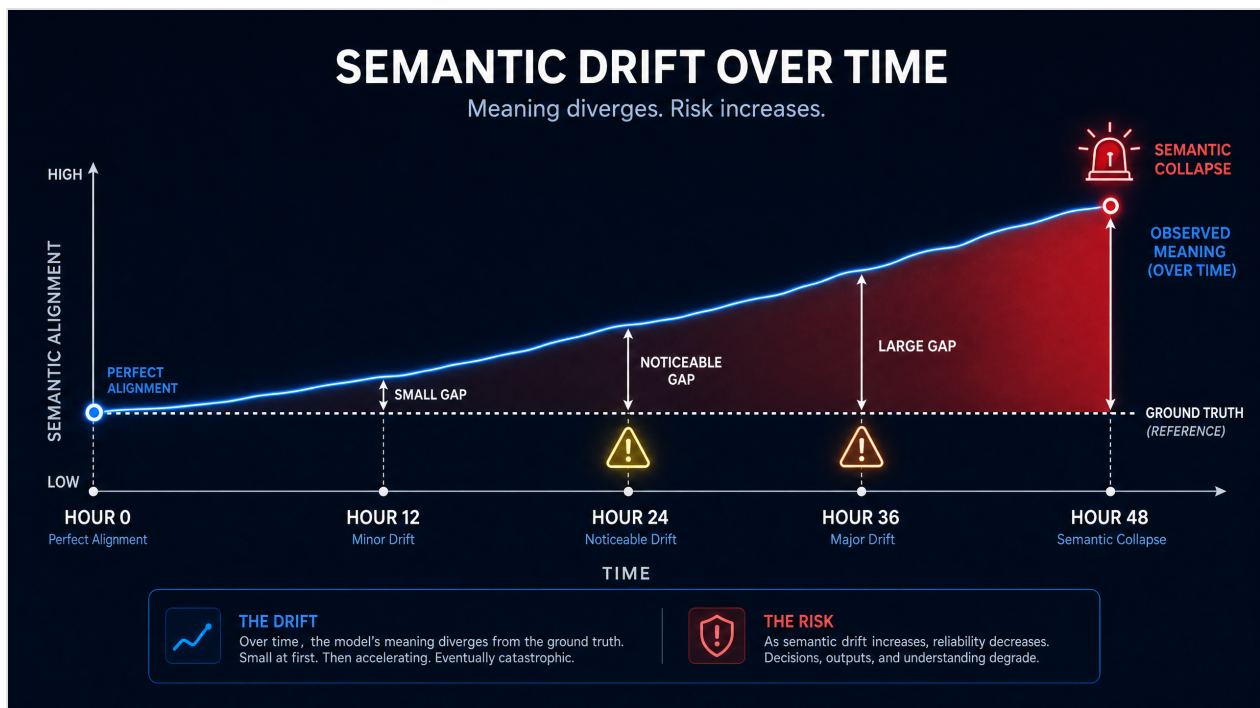 SEMANTIC DRIFT OVER TIME
Meaning diverges. Risk increases.
SEMANTIC
COLLAPSE
HIGH
OBSERVED
MEANING
(OVER TIME)
SEMANTIC ALIGNMENT
LARGE GAP
NOTICEABLE
GAP
PERFECT
ALIGNMENT
SMALL GAP
GROUND TRUTH
(REFERENCE)
LOW
HOUR 0
Perfect Alignment
HOUR 12
Minor Drift
HOUR 24
Noticeable Drift
HOUR 36
Major Drift
HOUR 48
Semantic Collapse
TIME
THE DRIFT
Over time, the model's meaning diverges from the ground truth.
Small at first. Then accelerating. Eventually catastrophic.
THE RISK
As semantic drift increases, reliability decreases.
Decisions, outputs, and understanding degrade.